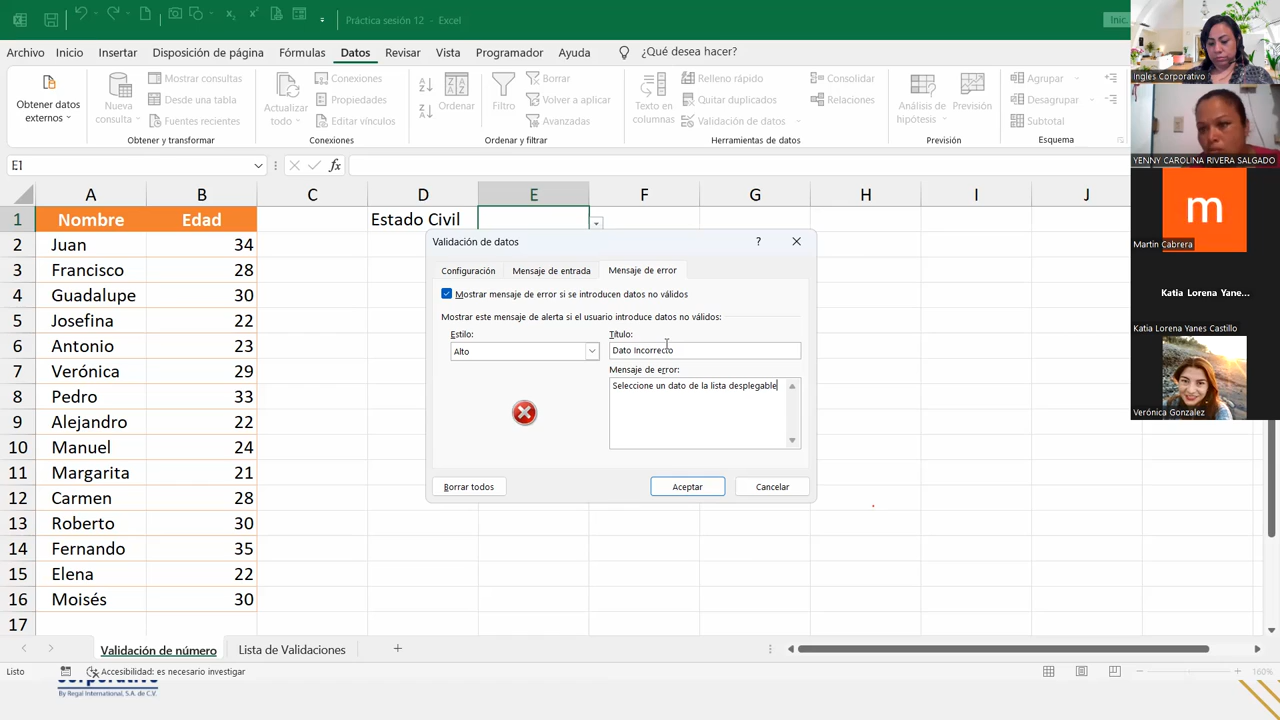 Práctica sesión 12 - Excel
Inic.
Archivo Inicio Insertar Disposición de página Fórmulas Datos Revisar Vista Programador Ayuda ¿Qué desea hacer?
Obtener datos externos
Nueva consulta
Mostrar consultas
Desde una tabla
Fuentes recientes
Obtener y transformar
Actualizar todo
Conexiones
Propiedades
Editar vínculos
Conexiones
Ordenar
Filtro
Borrar
Volver a aplicar
Avanzadas
Ordenar y filtrar
Texto en columnas
Relleno rápido
Quitar duplicados
Validación de datos
Consolidar
Relaciones
Herramientas de datos
Análisis de hipótesis
Previsión
Previsión
Agrupar
Desagrupar
Subtotal
Esquema
E1
fx
A B C D E F G H I J
1 Nombre Edad Estado Civil
2 Juan 34
3 Francisco 28
4 Guadalupe 30
5 Josefina 22
6 Antonio 23
7 Verónica 29
8 Pedro 33
9 Alejandro 22
10 Manuel 24
11 Margarita 21
12 Carmen 28
13 Roberto 30
14 Fernando 35
15 Elena 22
16 Moisés 30
17
Validación de datos ?
Configuración Mensaje de entrada Mensaje de error
Mostrar mensaje de error si se introducen datos no válidos
Mostrar este mensaje de alerta si el usuario introduce datos no válidos:
Estilo:
Alto
Título:
Dato Incorrecto
Mensaje de error:
Seleccione un dato de la lista desplegable
Borrar todos Aceptar Cancelar
Validación de número Lista de Validaciones
Listo Accesibilidad: es necesario investigar 160%
By Regal International, S.A. de C.V.
Ingles Corporativo
YENNY CAROLINA RIVERA SALGADO
m
Martin Cabrera
Katia Lorena Yane...
Katia Lorena Yanes Castillo
Verónica Gonzalez